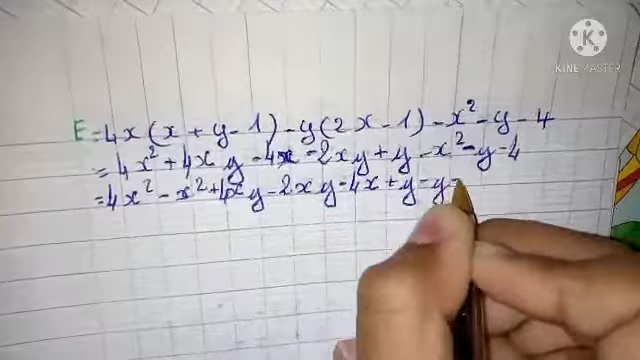 KINEMASTER
E = 4x(x + y - 1) - y(2x - 1) - x² - y - 4
= 4x² + 4xy - 4x - 2xy + y - x² - y - 4
= 4x² - x² + 4xy - 2xy - 4x + y - y -